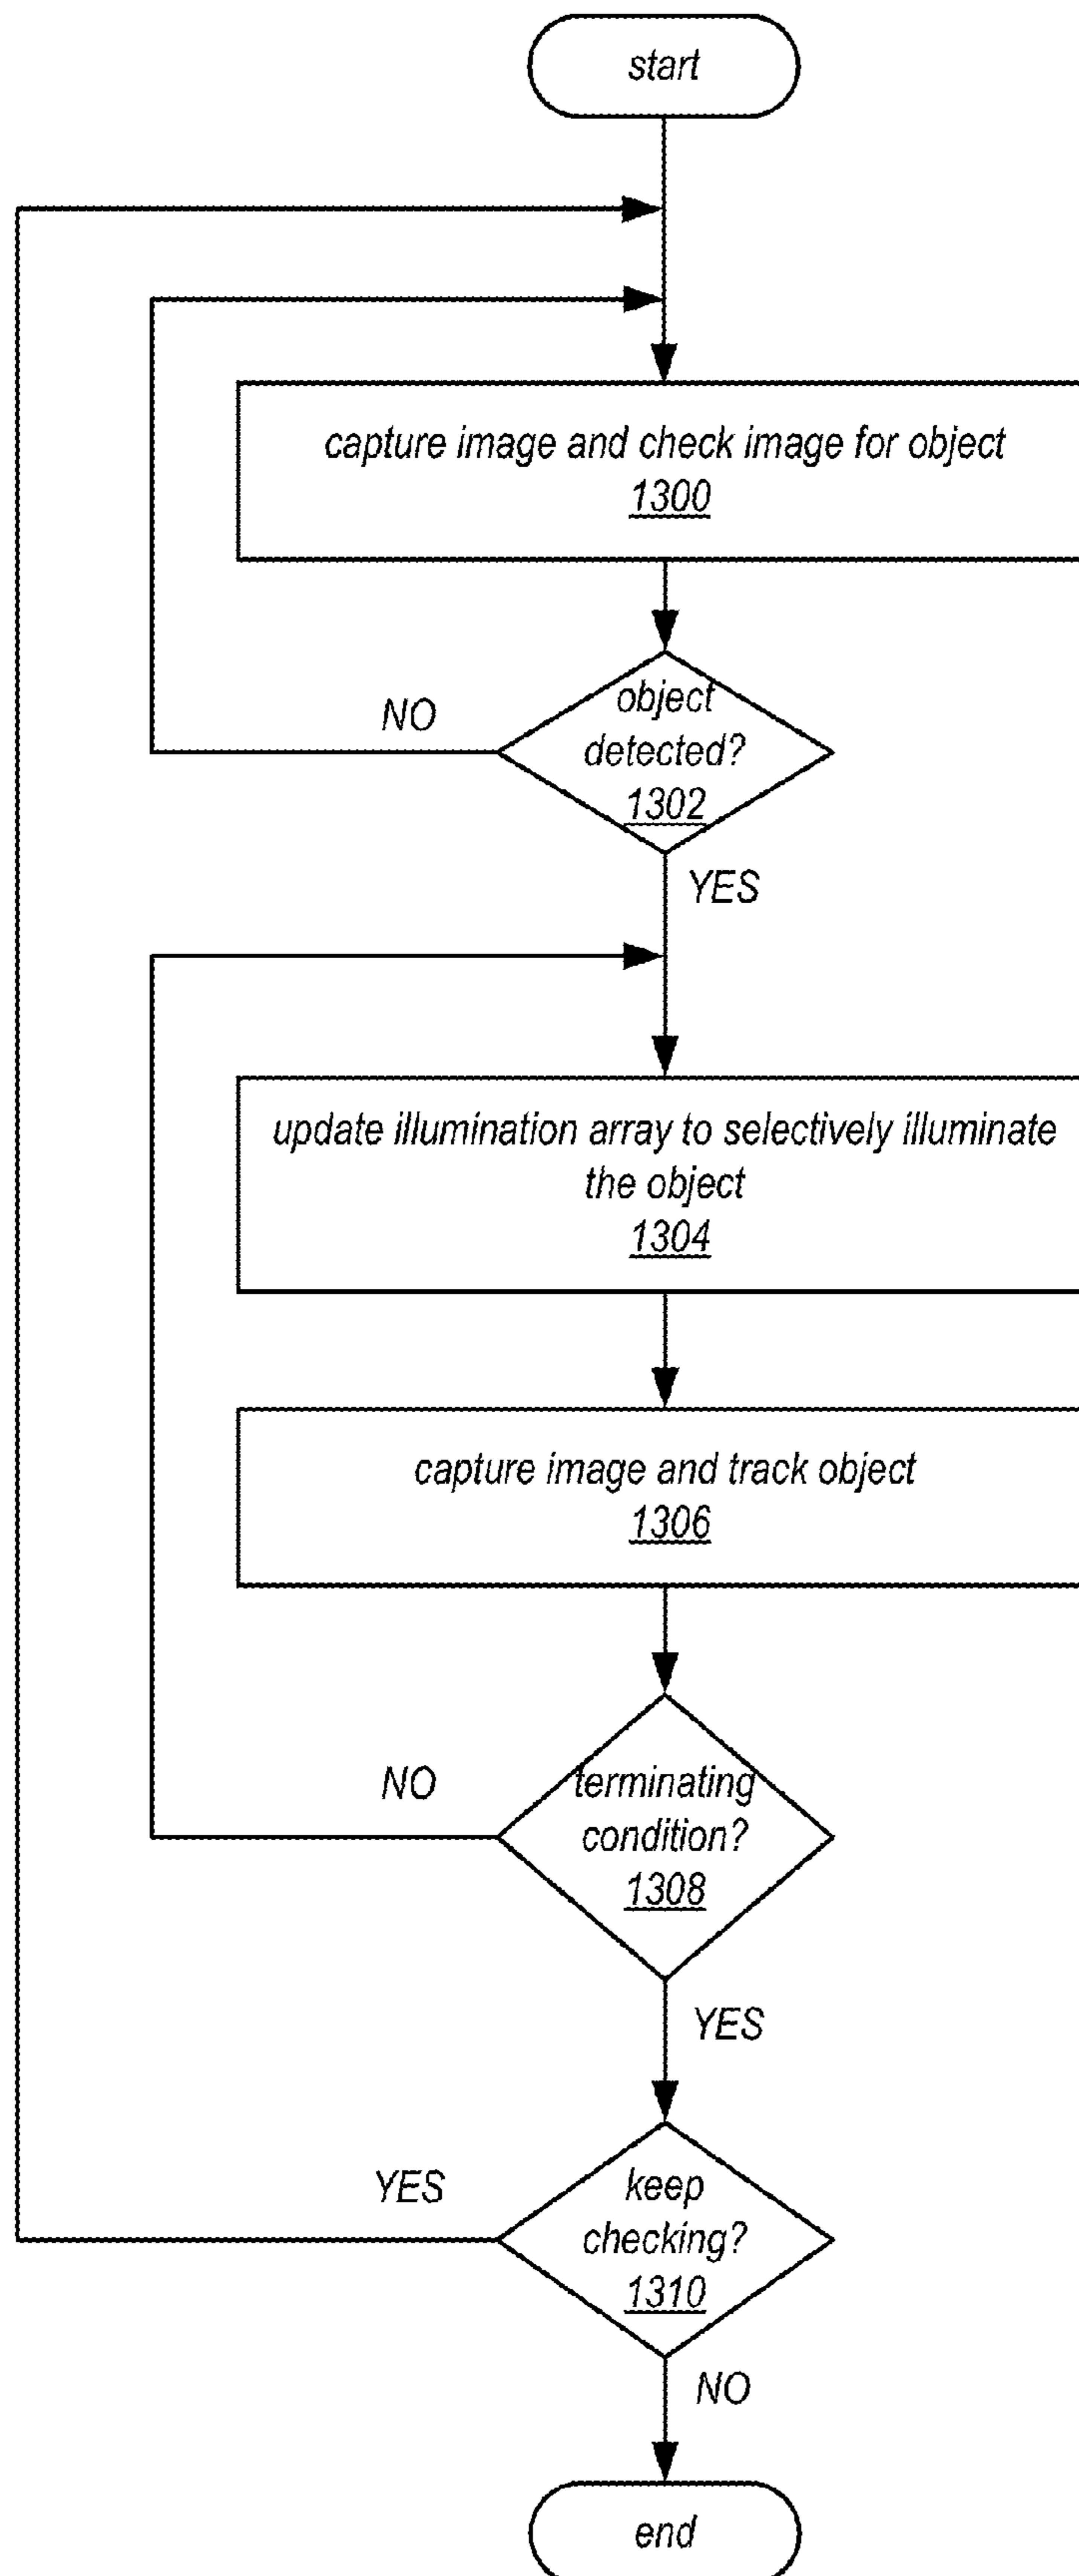 start
capture image and check image for object
1300
object
detected?
1302
NO
YES
update illumination array to selectively illuminate
the object
1304
capture image and track object
1306
terminating
condition?
1308
NO
YES
keep
checking?
1310
YES
NO
end